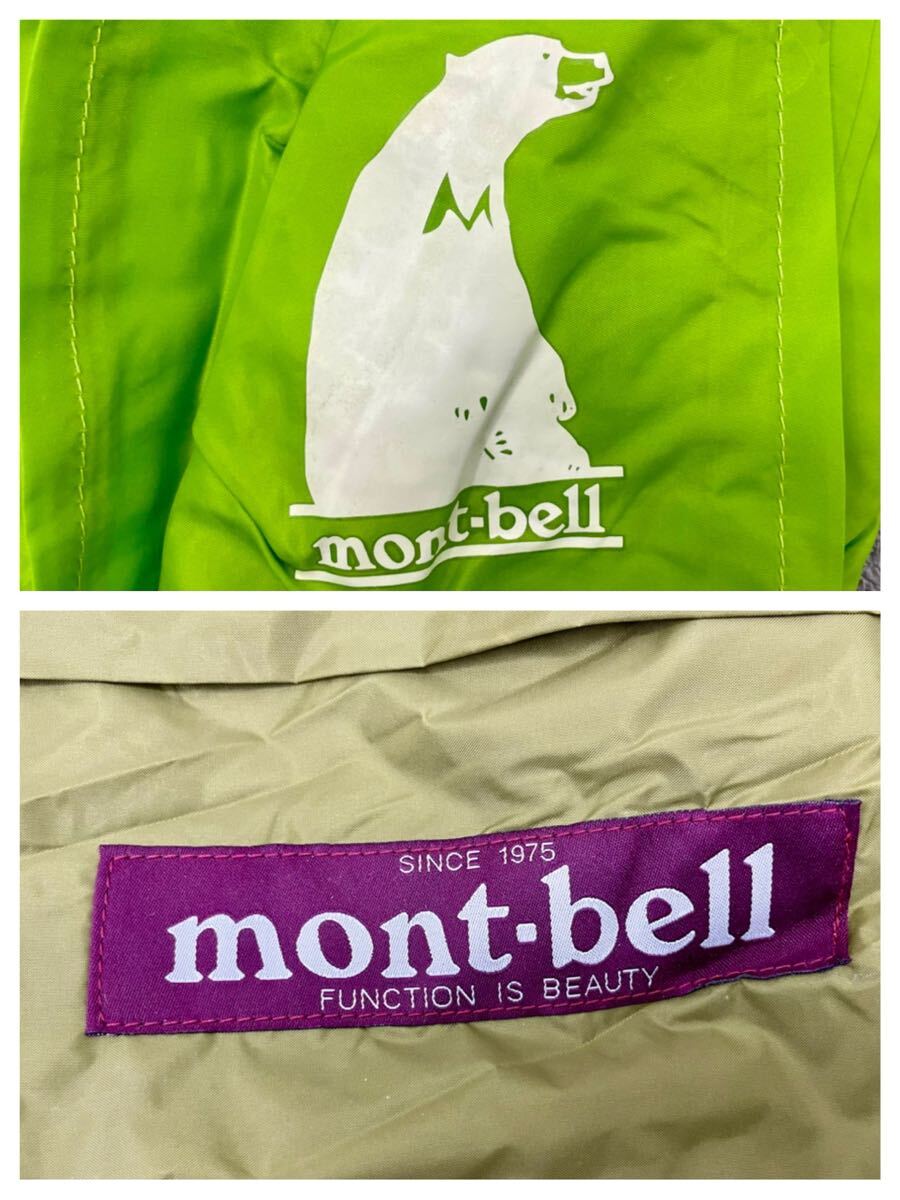 M
mont-bell
SINCE 1975
mont-bell
FUNCTION IS BEAUTY